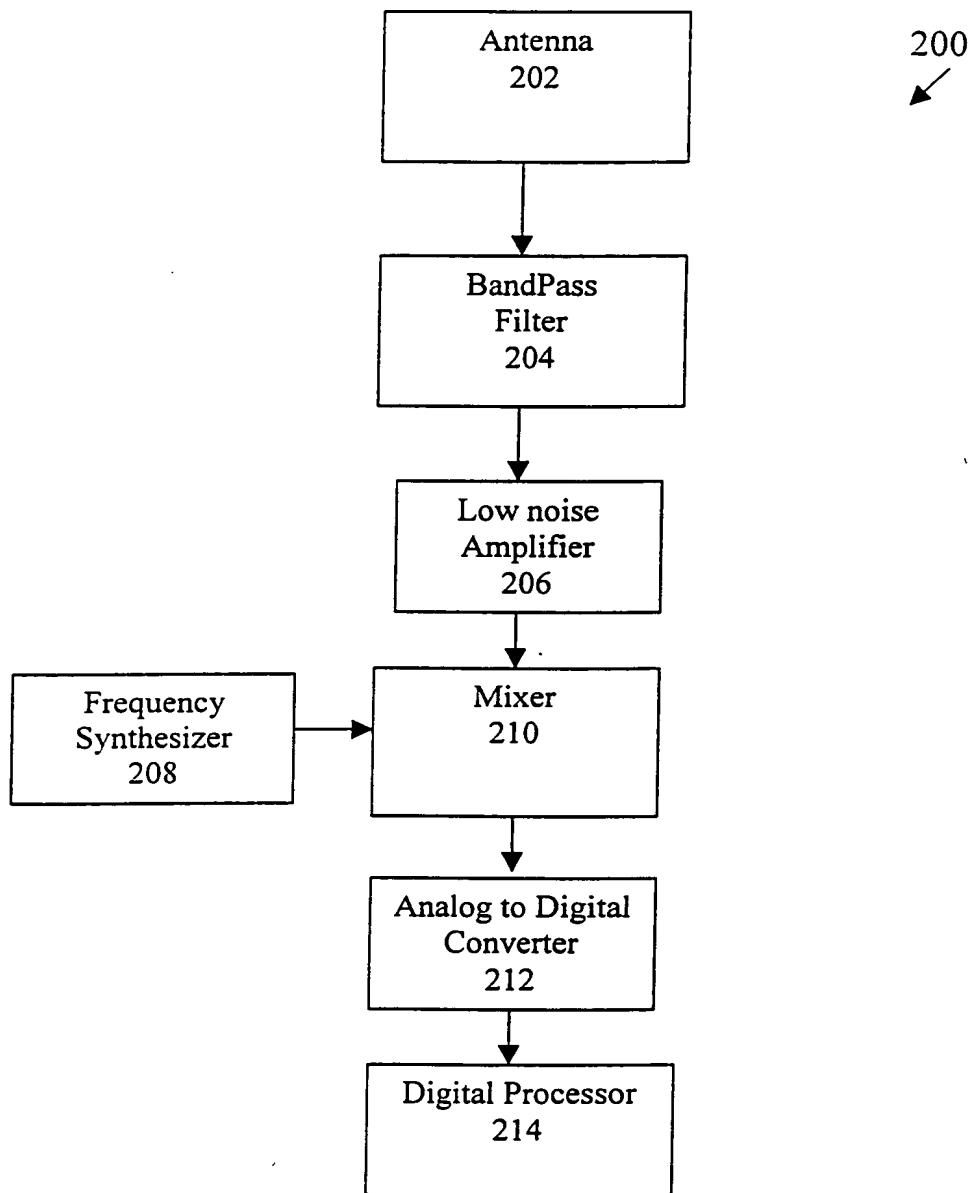 Antenna
202
200
BandPass
Filter
204
Low noise
Amplifier
206
Frequency
Synthesizer
208
Mixer
210
Analog to Digital
Converter
212
Digital Processor
214